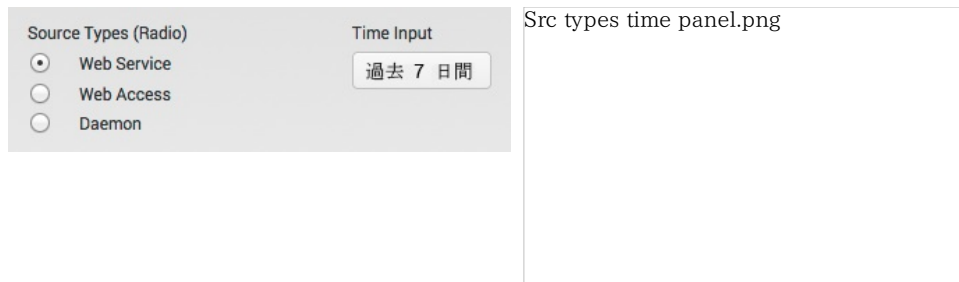 Source Types (Radio)
Web Service
Web Access
Daemon
Time Input
過去 7 日間
Src types time panel.png